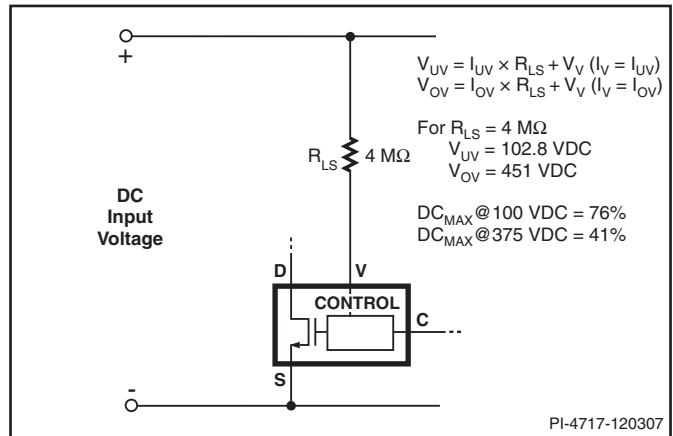 +
V_UV = I_UV × R_LS + V_V (I_V = I_UV)
V_OV = I_OV × R_LS + V_V (I_V = I_OV)
For R_LS = 4 MΩ
V_UV = 102.8 VDC
V_OV = 451 VDC
DC_MAX@100 VDC = 76%
DC_MAX@375 VDC = 41%
R_LS 4 MΩ
DC
Input
Voltage
D V
CONTROL
C
S
-
PI-4717-120307